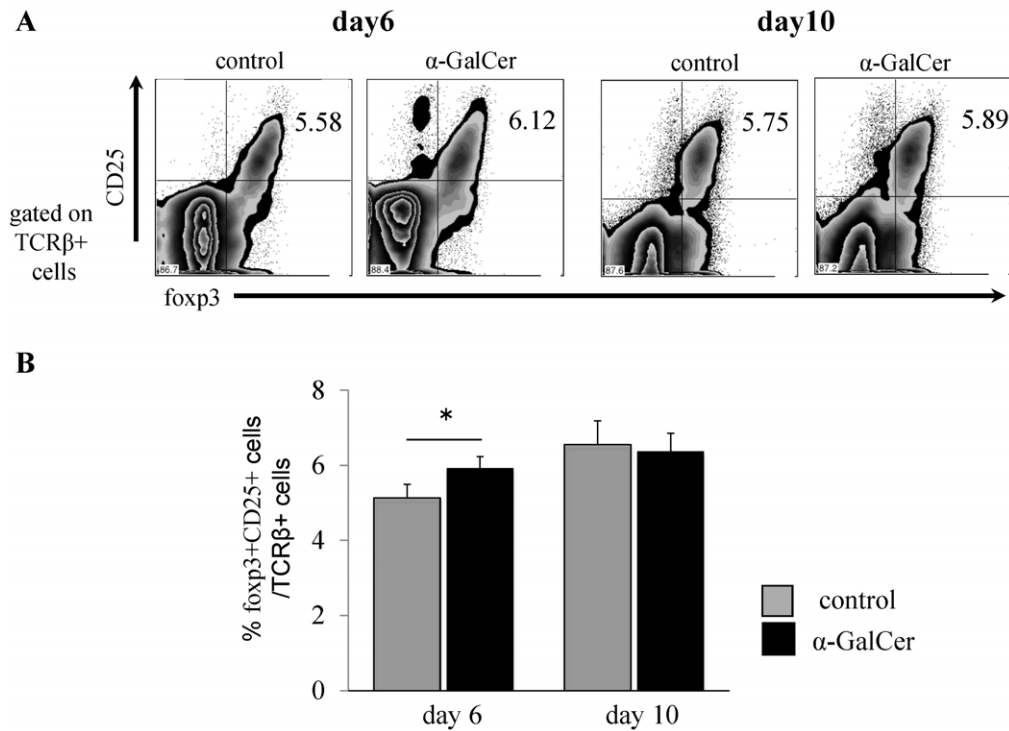 A
day6
day10
control
α-GalCer
control
α-GalCer
5.58
6.12
5.75
5.89
CD25
gated on
TCRβ+
cells
86.7
88.4
87.6
87.2
foxp3
B
% foxp3+CD25+ cells
/TCRβ+ cells
8
6
4
2
0
*
day 6
day 10
control
α-GalCer